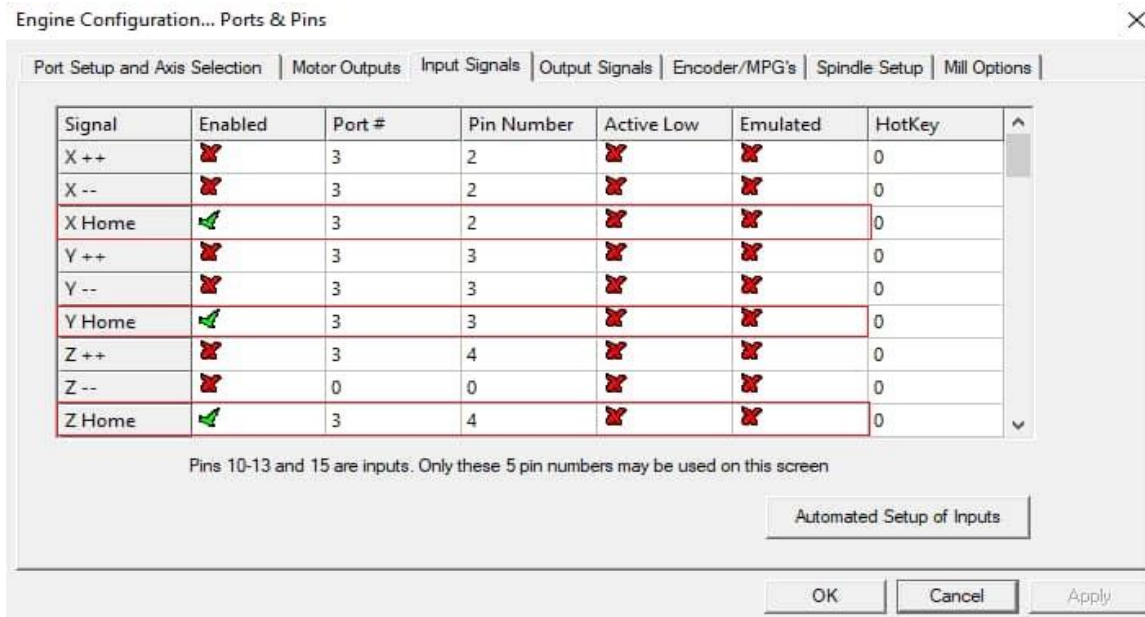 Engine Configuration... Ports & Pins
Port Setup and Axis Selection Motor Outputs Input Signals Output Signals Encoder/MPG's Spindle Setup Mill Options
Signal Enabled Port # Pin Number Active Low Emulated HotKey
X ++ 3 2 0
X -- 3 2 0
X Home 3 2 0
Y ++ 3 3 0
Y -- 3 3 0
Y Home 3 3 0
Z ++ 3 4 0
Z -- 0 0 0
Z Home 3 4 0
Pins 10-13 and 15 are inputs. Only these 5 pin numbers may be used on this screen
Automated Setup of Inputs
OK Cancel Apply